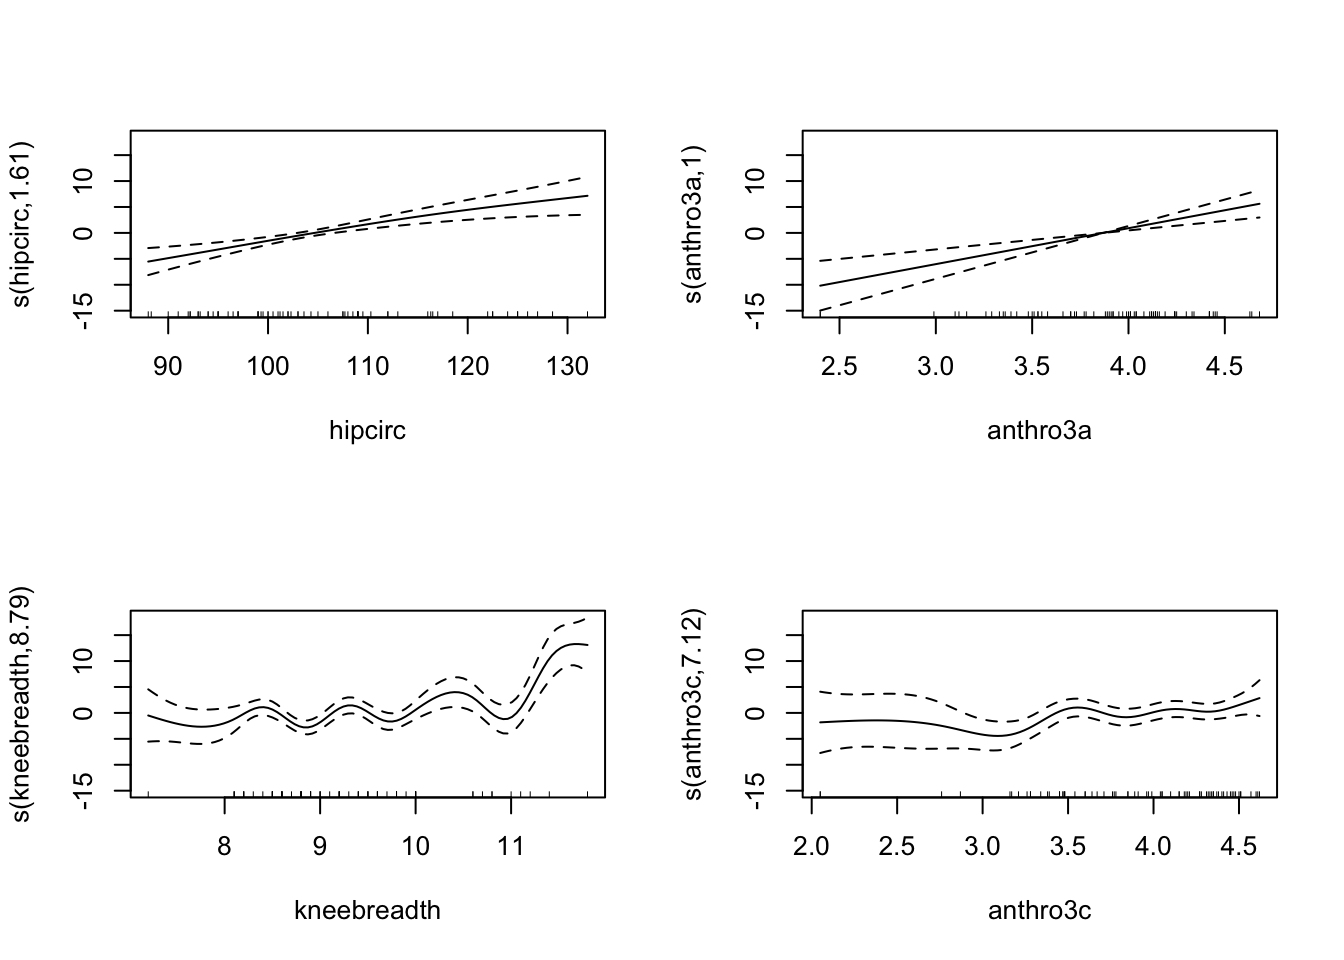 s(hipcirc,1.61)
10
0
-15
90 100 110 120 130
hipcirc
s(anthro3a,1)
10
0
-15
2.5 3.0 3.5 4.0 4.5
anthro3a
s(kneebreadth,8.79)
10
0
-15
8 9 10 11
kneebreadth
s(anthro3c,7.12)
10
0
-15
2.0 2.5 3.0 3.5 4.0 4.5
anthro3c